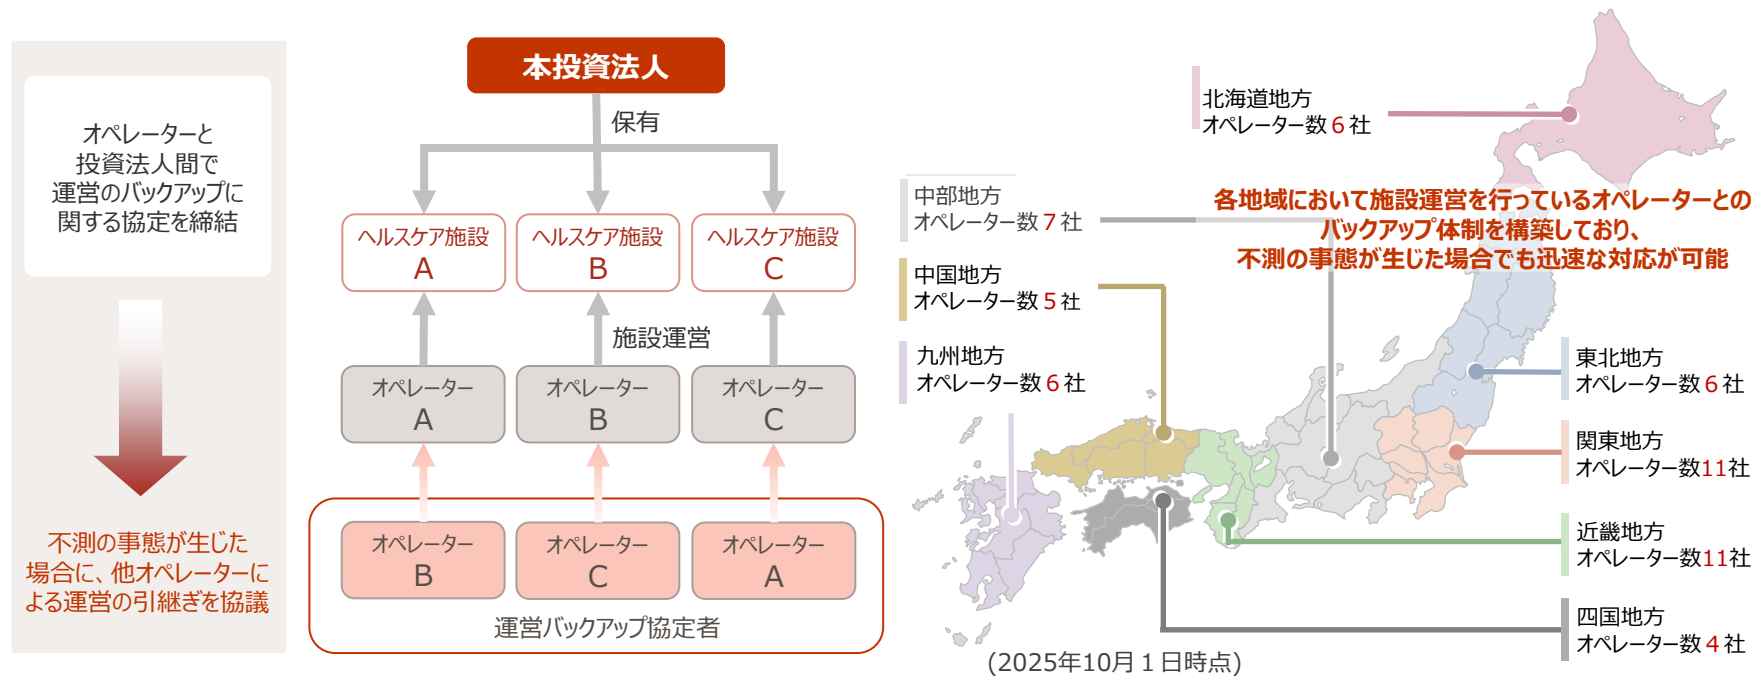 オペレーターと
投資法人間で
運営のバックアップに
関する協定を締結
不測の事態が生じた
場合に、他オペレーターに
よる運営の引継ぎを協議
本投資法人
保有
ヘルスケア施設
A
ヘルスケア施設
B
ヘルスケア施設
C
施設運営
オペレーター
A
オペレーター
B
オペレーター
C
オペレーター
B
オペレーター
C
オペレーター
A
運営バックアップ協定者
北海道地方
オペレーター数6社
中部地方
オペレーター数7社
各地域において施設運営を行っているオペレーターとの
バックアップ体制を構築しており、
不測の事態が生じた場合でも迅速な対応が可能
中国地方
オペレーター数5社
九州地方
オペレーター数6社
東北地方
オペレーター数6社
関東地方
オペレーター数11社
近畿地方
オペレーター数11社
四国地方
オペレーター数4社
(2025年10月1日時点)